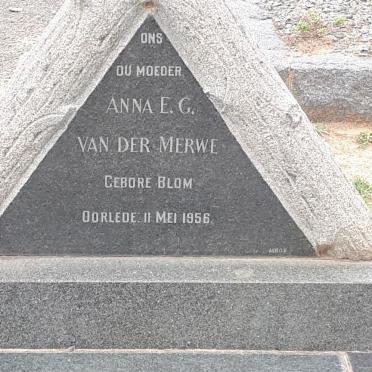 ONS
OU MOEDER
ANNA E. G.
VAN DER MERWE
GEBORE BLOM
OORLEDE. 11 MEI 1956.